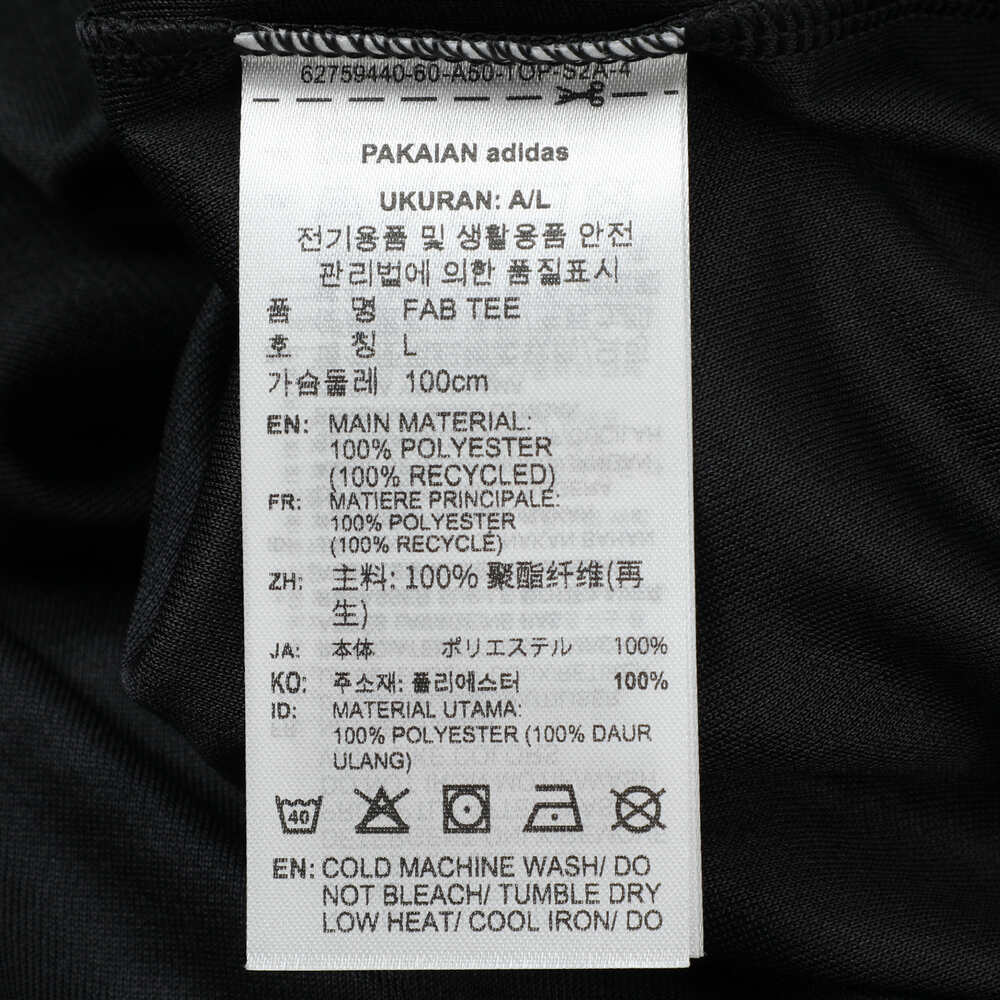 62759440-60-A50-TOP-S2A-4
PAKAIAN adidas
UKURAN: A/L
전기용품 및 생활용품 안전
관리법에 의한 품질표시
품 명 FAB TEE
호 칭 L
가슴둘레 100cm
EN: MAIN MATERIAL:
100% POLYESTER
(100% RECYCLED)
FR: MATIERE PRINCIPALE:
100% POLYESTER
(100% RECYCLÉ)
ZH: 主料: 100% 聚酯纤维(再
生)
JA: 本体 ポリエステル 100%
KO: 주소재: 폴리에스터 100%
ID: MATERIAL UTAMA:
100% POLYESTER (100% DAUR
ULANG)
40
EN: COLD MACHINE WASH/ DO
NOT BLEACH/ TUMBLE DRY
LOW HEAT/ COOL IRON/ DO